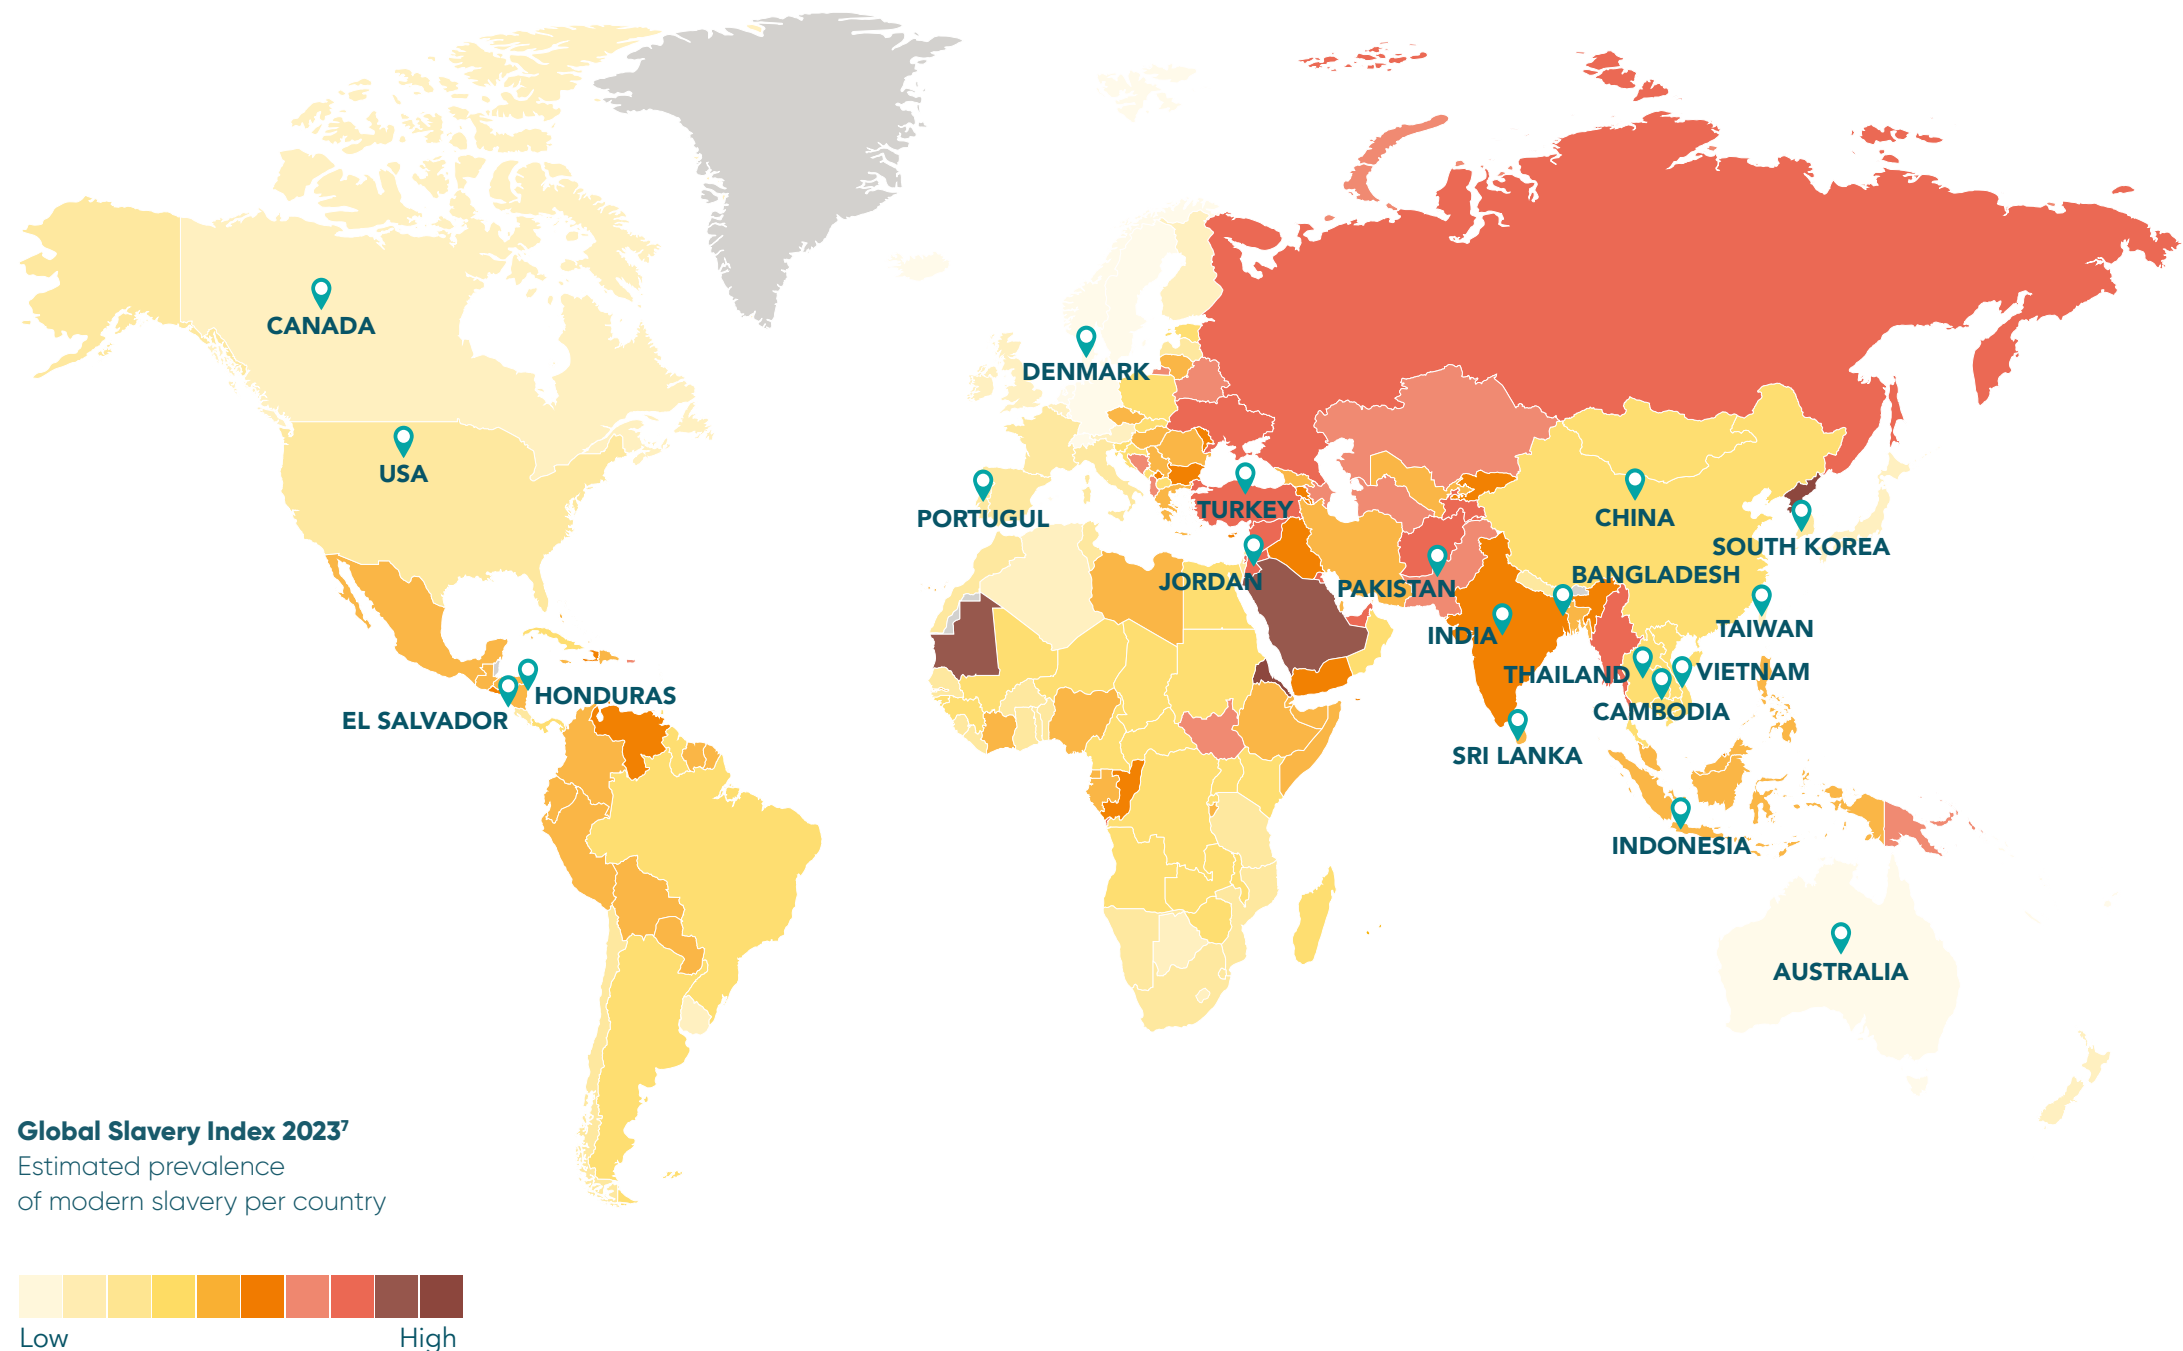 CANADA
DENMARK
USA
PORTUGUL
TURKEY
CHINA
SOUTH KOREA
JORDAN
PAKISTAN
BANGLADESH
INDIA
TAIWAN
THAILAND
VIETNAM
HONDURAS
EL SALVADOR
CAMBODIA
SRI LANKA
INDONESIA
AUSTRALIA
Global Slavery Index 2023⁷
Estimated prevalence
of modern slavery per country
Low High